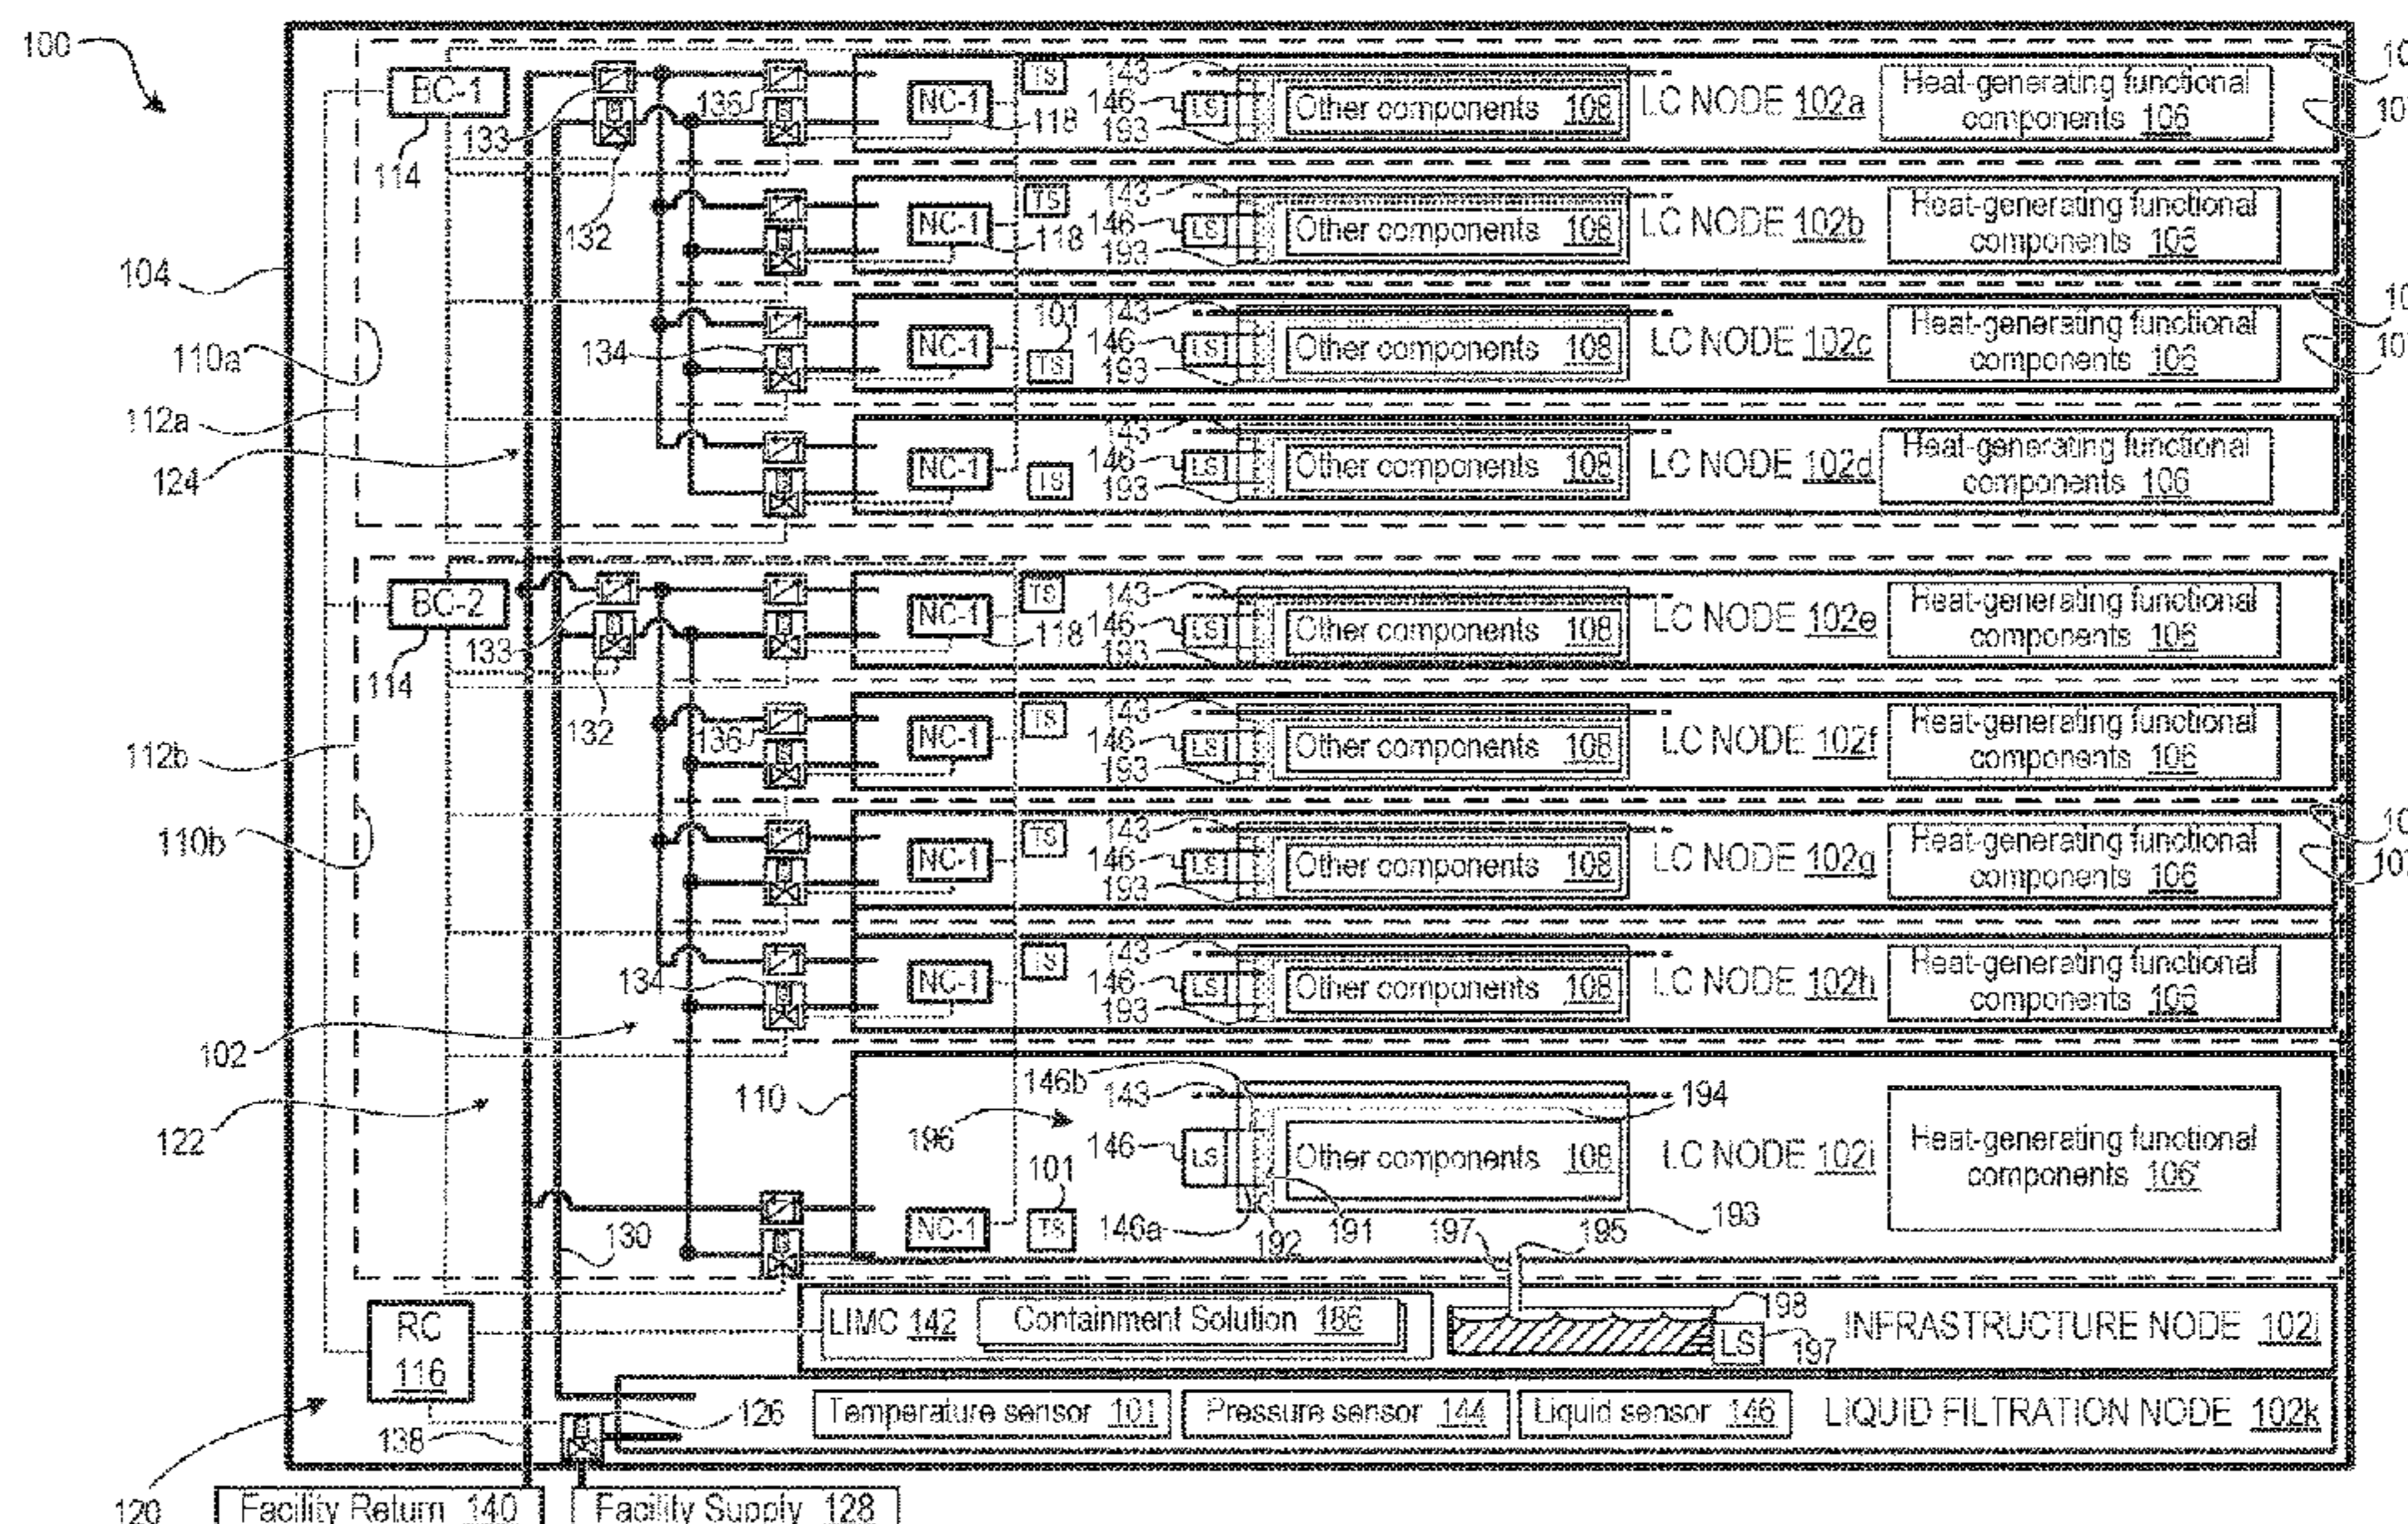 100
104
110a
112a
124
112b
110b
102
122
120
BC-1
114
133
132
136
NC-1
118
TS
143
146
LS
193
Other components 108
LC NODE 102a
Heat-generating functional
components 106
NC-1
118
TS
143
146
LS
193
Other components 108
LC NODE 102b
Heat-generating functional
components 106
134
NC-1
101
TS
143
146
LS
193
Other components 108
LC NODE 102c
Heat-generating functional
components 106
NC-1
TS
143
146
LS
193
Other components 108
LC NODE 102d
Heat-generating functional
components 106
BC-2
114
133
132
NC-1
118
TS
143
146
LS
193
Other components 108
LC NODE 102e
Heat-generating functional
components 106
136
NC-1
TS
143
146
LS
193
Other components 108
LC NODE 102f
Heat-generating functional
components 106
NC-1
TS
143
146
LS
193
Other components 108
LC NODE 102g
Heat-generating functional
components 106
134
NC-1
TS
143
146
LS
193
Other components 108
LC NODE 102h
Heat-generating functional
components 106
110
196
146b
143
194
146
LS
Other components 108
LC NODE 102i
Heat-generating functional
components 106'
130
NC-1
101
TS
146a
192
191
197
195
193
RC
116
LIMC 142
Containment Solution 186
198
LS
197
INFRASTRUCTURE NODE 102j
138
126
Temperature sensor 101
Pressure sensor 144
Liquid sensor 146
LIQUID FILTRATION NODE 102k
Facility Return 140
Facility Supply 128